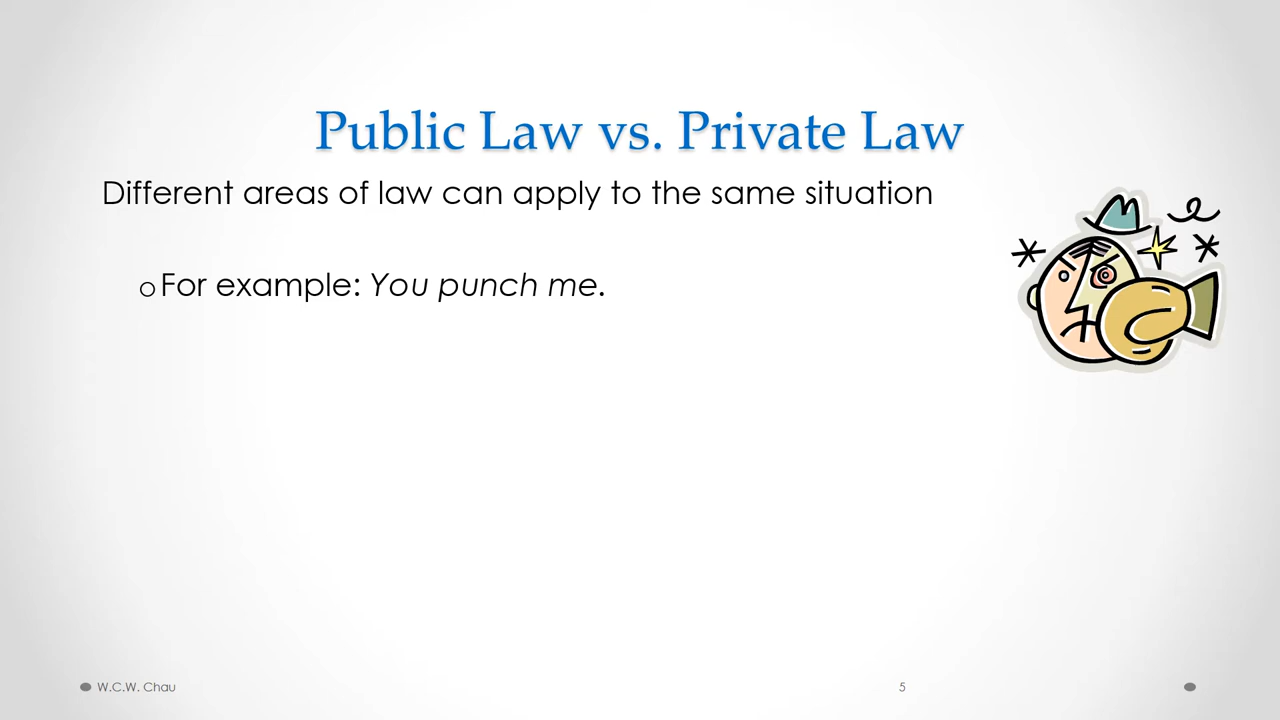 Public Law vs. Private Law
Different areas of law can apply to the same situation
o For example: You punch me.
W.C.W. Chau
5